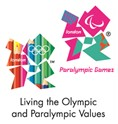 London
Paralympic Games
Living the Olympic
and Paralympic Values